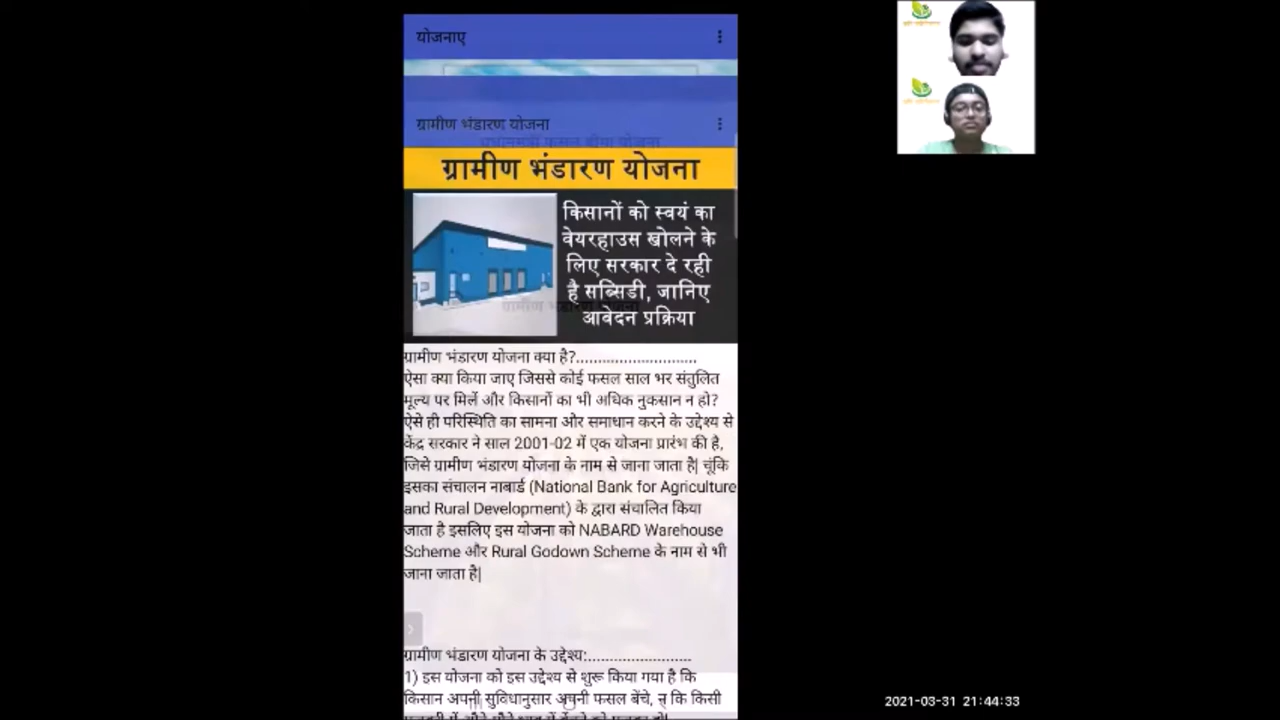 योजनाए
ग्रामीण भंडारण योजना
ग्रामीण भंडारण योजना
किसानों को स्वयं का
वेयरहाउस खोलने के
लिए सरकार दे रही
है सब्सिडी, जानिए
आवेदन प्रक्रिया
ग्रामीण भंडारण योजना क्या है?............................
ऐसा क्या किया जाए जिससे कोई फसल साल भर संतुलित
मूल्य पर मिलें और किसानों का भी अधिक नुकसान न हो?
ऐसे ही परिस्थिति का सामना और समाधान करने के उद्देश्य से
केंद्र सरकार ने साल 2001-02 में एक योजना प्रारंभ की है,
जिसे ग्रामीण भंडारण योजना के नाम से जाना जाता है| चूंकि
इसका संचालन नाबार्ड (National Bank for Agriculture
and Rural Development) के द्वारा संचालित किया
जाता है इसलिए इस योजना को NABARD Warehouse
Scheme और Rural Godown Scheme के नाम से भी
जाना जाता है|
ग्रामीण भंडारण योजना के उद्देश्य:........................
1) इस योजना को इस उद्देश्य से शुरू किया गया है कि
किसान अपनी सुविधानुसार अपनी फसल बेंचे, न कि किसी
2021-03-31 21:44:33